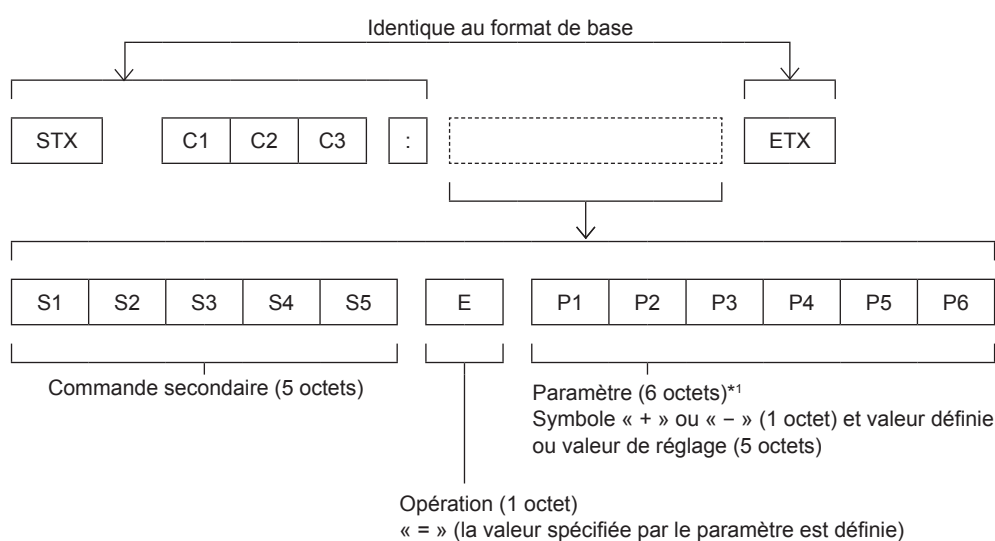 Identique au format de base
STX C1 C2 C3 : ETX
S1 S2 S3 S4 S5 E P1 P2 P3 P4 P5 P6
Commande secondaire (5 octets)
Paramètre (6 octets)*1
Symbole « + » ou « − » (1 octet) et valeur définie
ou valeur de réglage (5 octets)
Opération (1 octet)
« = » (la valeur spécifiée par le paramètre est définie)